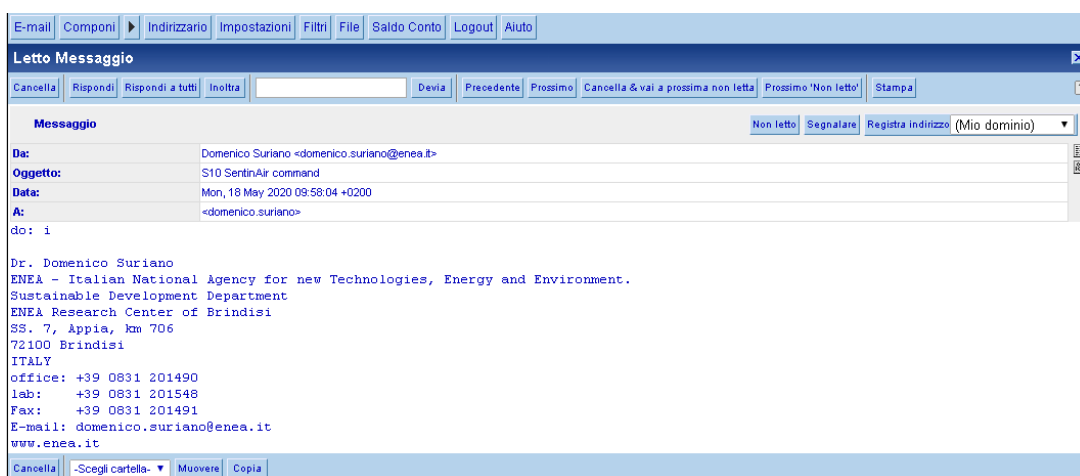 E-mail Componi Indirizzario Impostazioni Filtri File Saldo Conto Logout Aiuto
Letto Messaggio
Cancella Rispondi Rispondi a tutti Inoltra Devia Precedente Prossimo Cancella & vai a prossima non letta Prossimo 'Non letto' Stampa
Messaggio Non letto Segnalare Registra indirizzo (Mio dominio)
Da: Domenico Suriano <domenico.suriano@enea.it>
Oggetto: S10 SentinAir command
Data: Mon, 18 May 2020 09:58:04 +0200
A: <domenico.suriano>
do: i
Dr. Domenico Suriano
ENEA - Italian National Agency for new Technologies, Energy and Environment.
Sustainable Development Department
ENEA Research Center of Brindisi
SS. 7, Appia, km 706
72100 Brindisi
ITALY
office: +39 0831 201490
lab: +39 0831 201548
Fax: +39 0831 201491
E-mail: domenico.suriano@enea.it
www.enea.it
Cancella -Scegli cartella- Muovere Copia